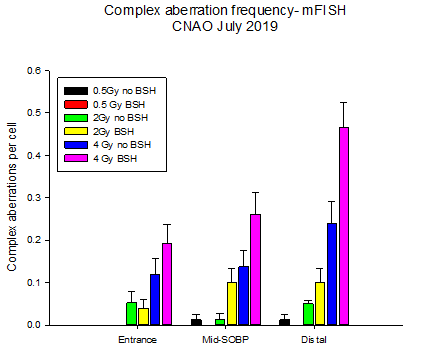 Complex aberration frequency- mFISH
CNAO July 2019
0.6
0.5
0.4
0.3
0.2
0.1
0.0
Complex aberrations per cell
0.5Gy no BSH
0.5 Gy BSH
2Gy no BSH
2Gy BSH
4 Gy no BSH
4 Gy BSH
Entrance
Mid-SOBP
Distal